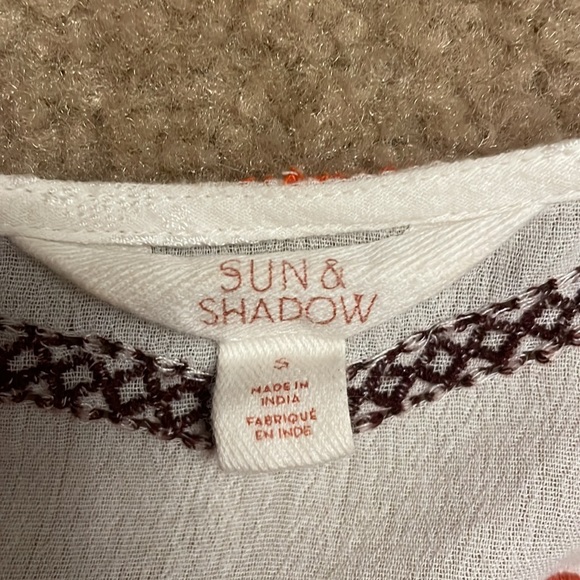 SUN &
SHADOW
S
MADE IN
INDIA
FABRIQUÉ
EN INDE